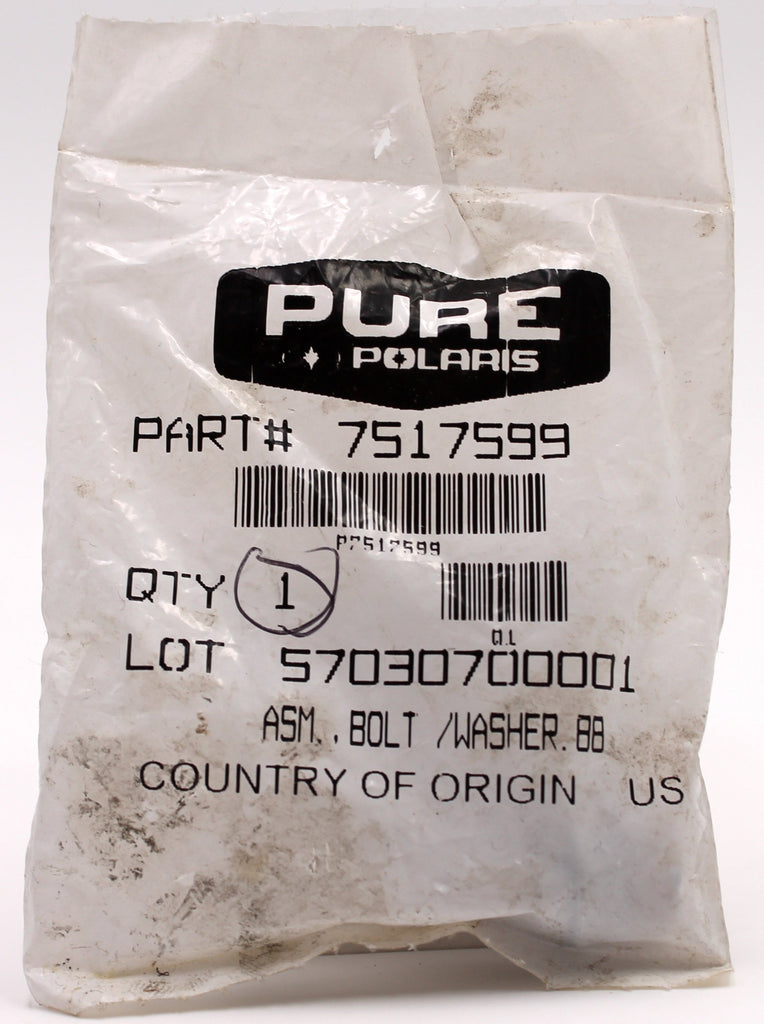 PURE
POLARIS
PART# 7517599
P7517599
QTY 1
Q1
LOT 57030700001
ASM., BOLT /WASHER.88
COUNTRY OF ORIGIN US